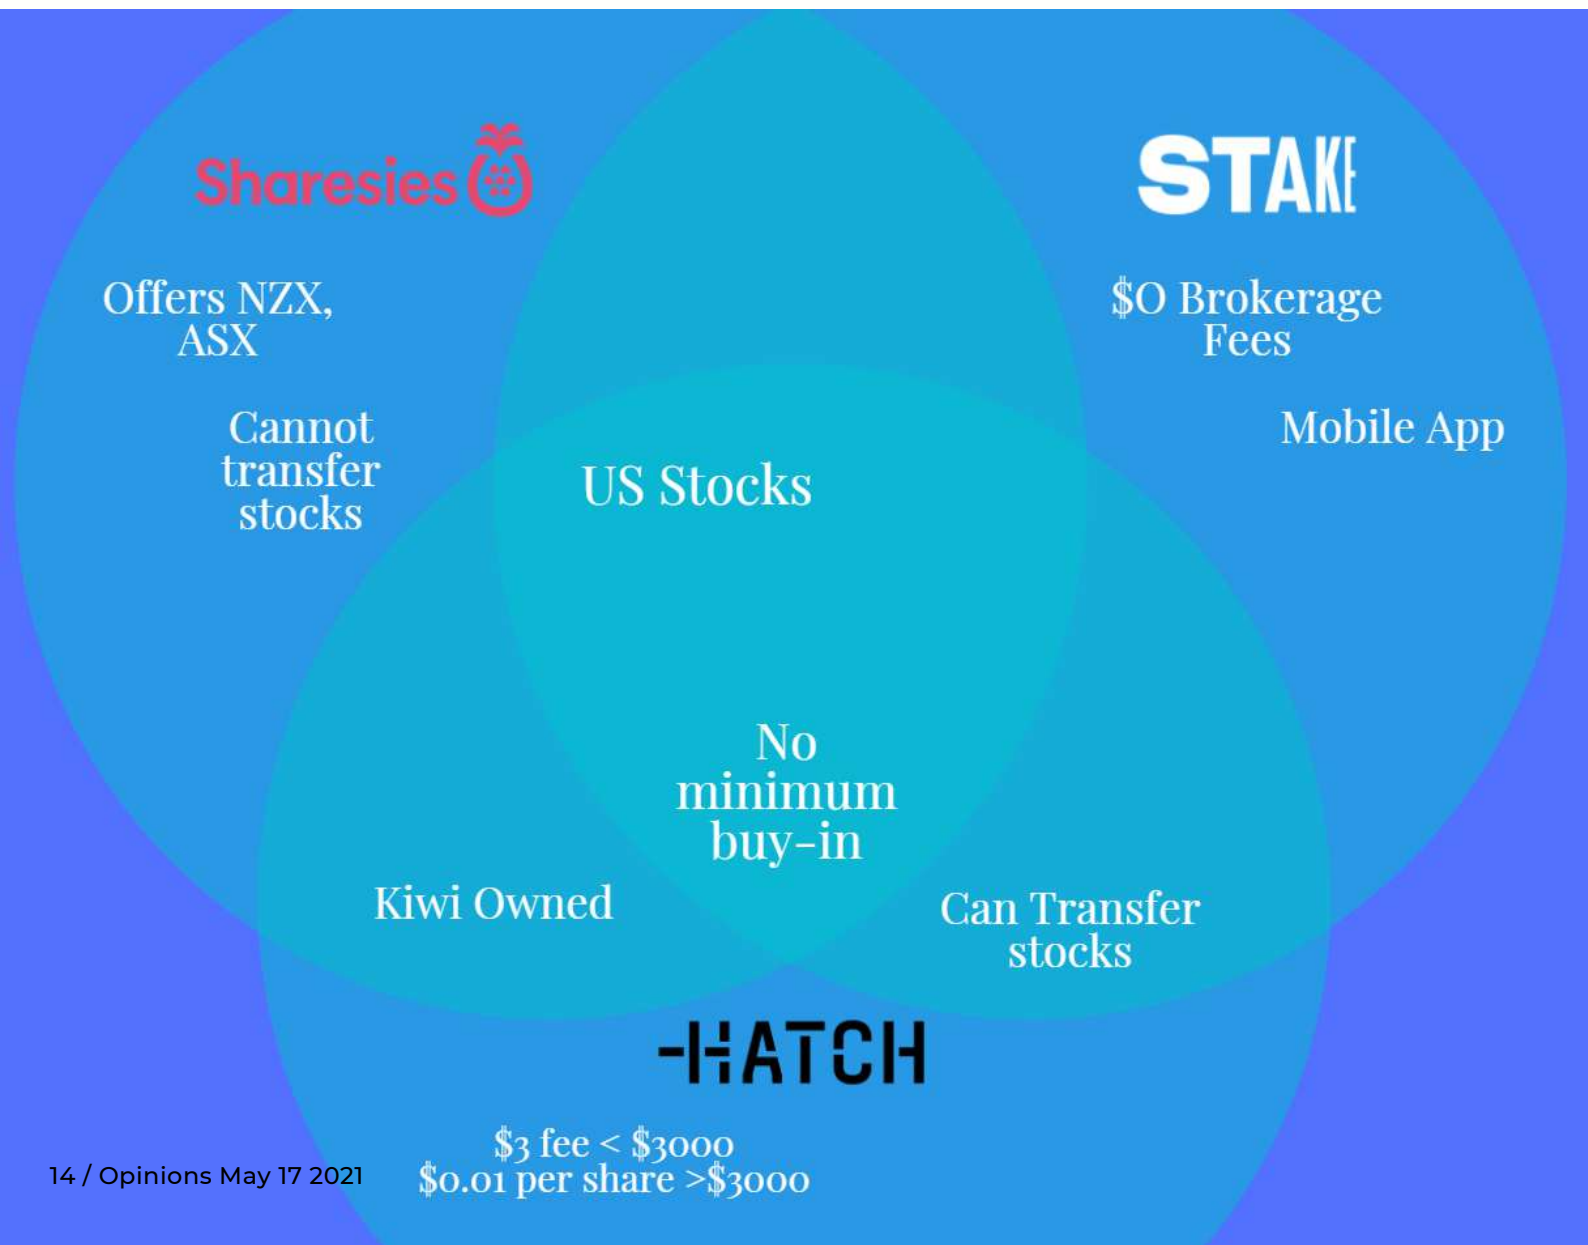 Sharesies
STAKE
Offers NZX,
ASX
$0 Brokerage
Fees
Cannot
transfer
stocks
Mobile App
US Stocks
No
minimum
buy-in
Kiwi Owned
Can Transfer
stocks
HATCH
$3 fee < $3000
$0.01 per share >$3000
14 / Opinions May 17 2021